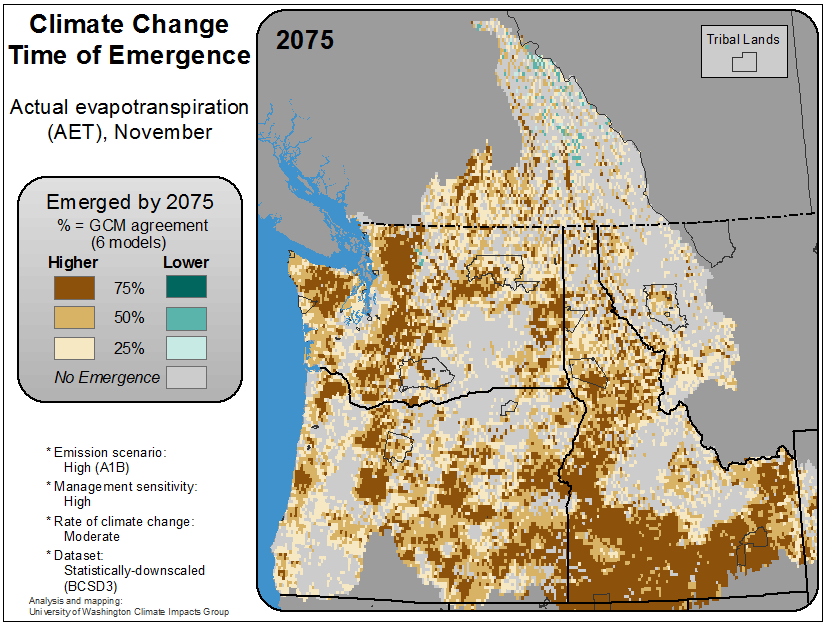 Climate Change
Time of Emergence
Actual evapotranspiration
(AET), November
Emerged by 2075
% = GCM agreement
(6 models)
Higher Lower
75%
50%
25%
No Emergence
* Emission scenario:
High (A1B)
* Management sensitivity:
High
* Rate of climate change:
Moderate
* Dataset:
Statistically-downscaled
(BCSD3)
Analysis and mapping:
University of Washington Climate Impacts Group
2075
Tribal Lands